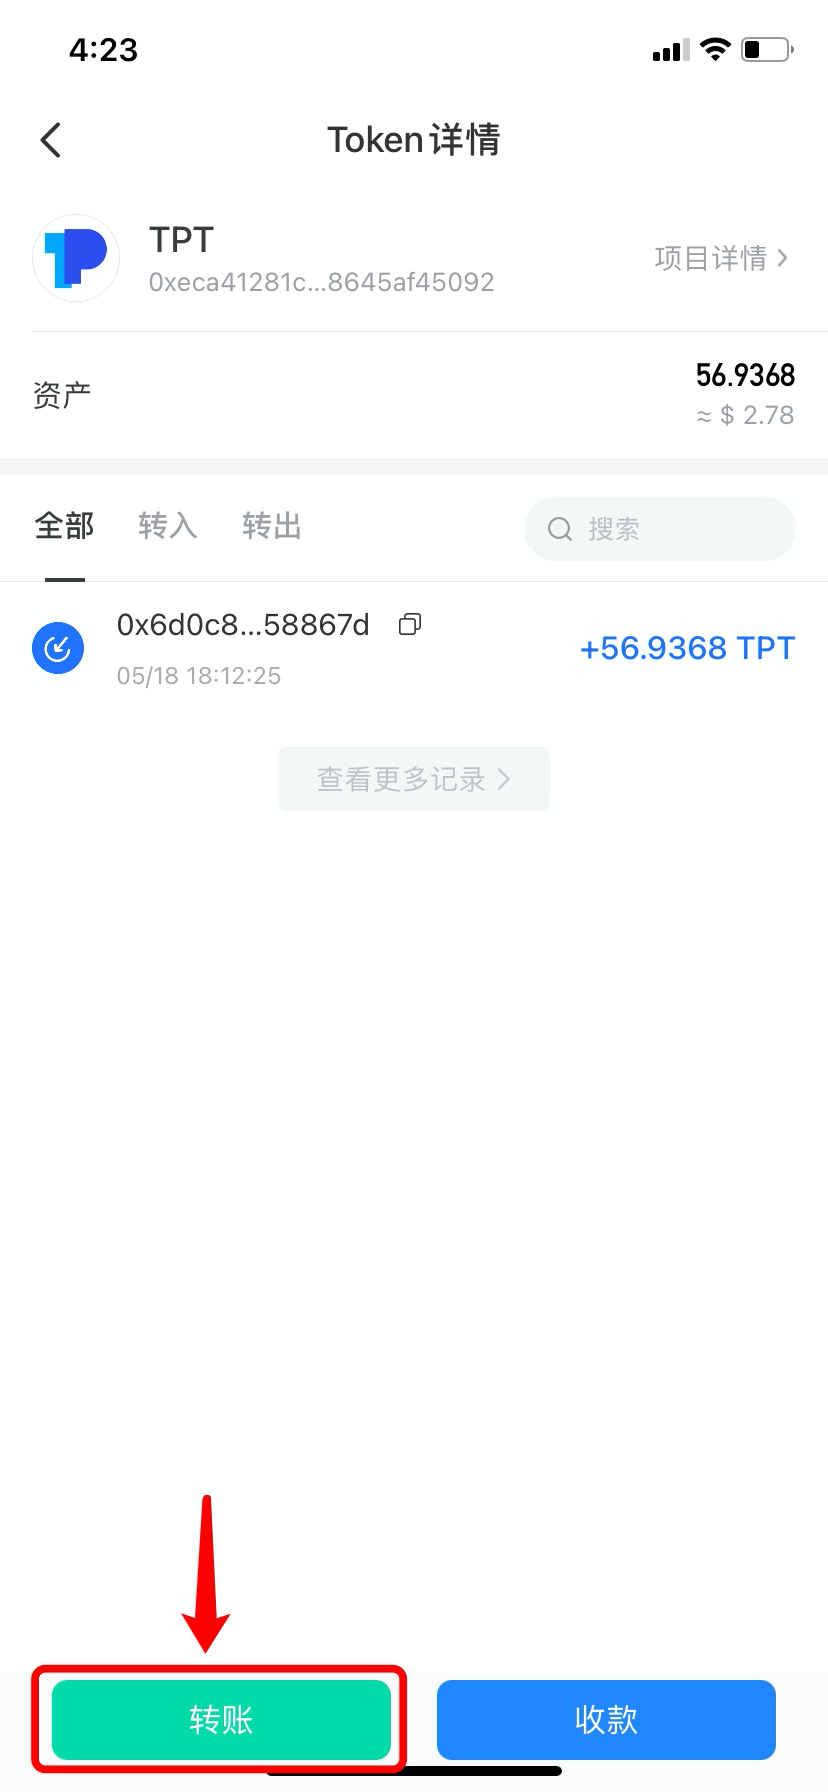 4:23
Token详情
TPT
0xeca41281c...8645af45092
项目详情
资产
56.9368
≈ $ 2.78
全部 转入 转出 搜索
0x6d0c8...58867d
+56.9368 TPT
05/18 18:12:25
查看更多记录
转账 收款